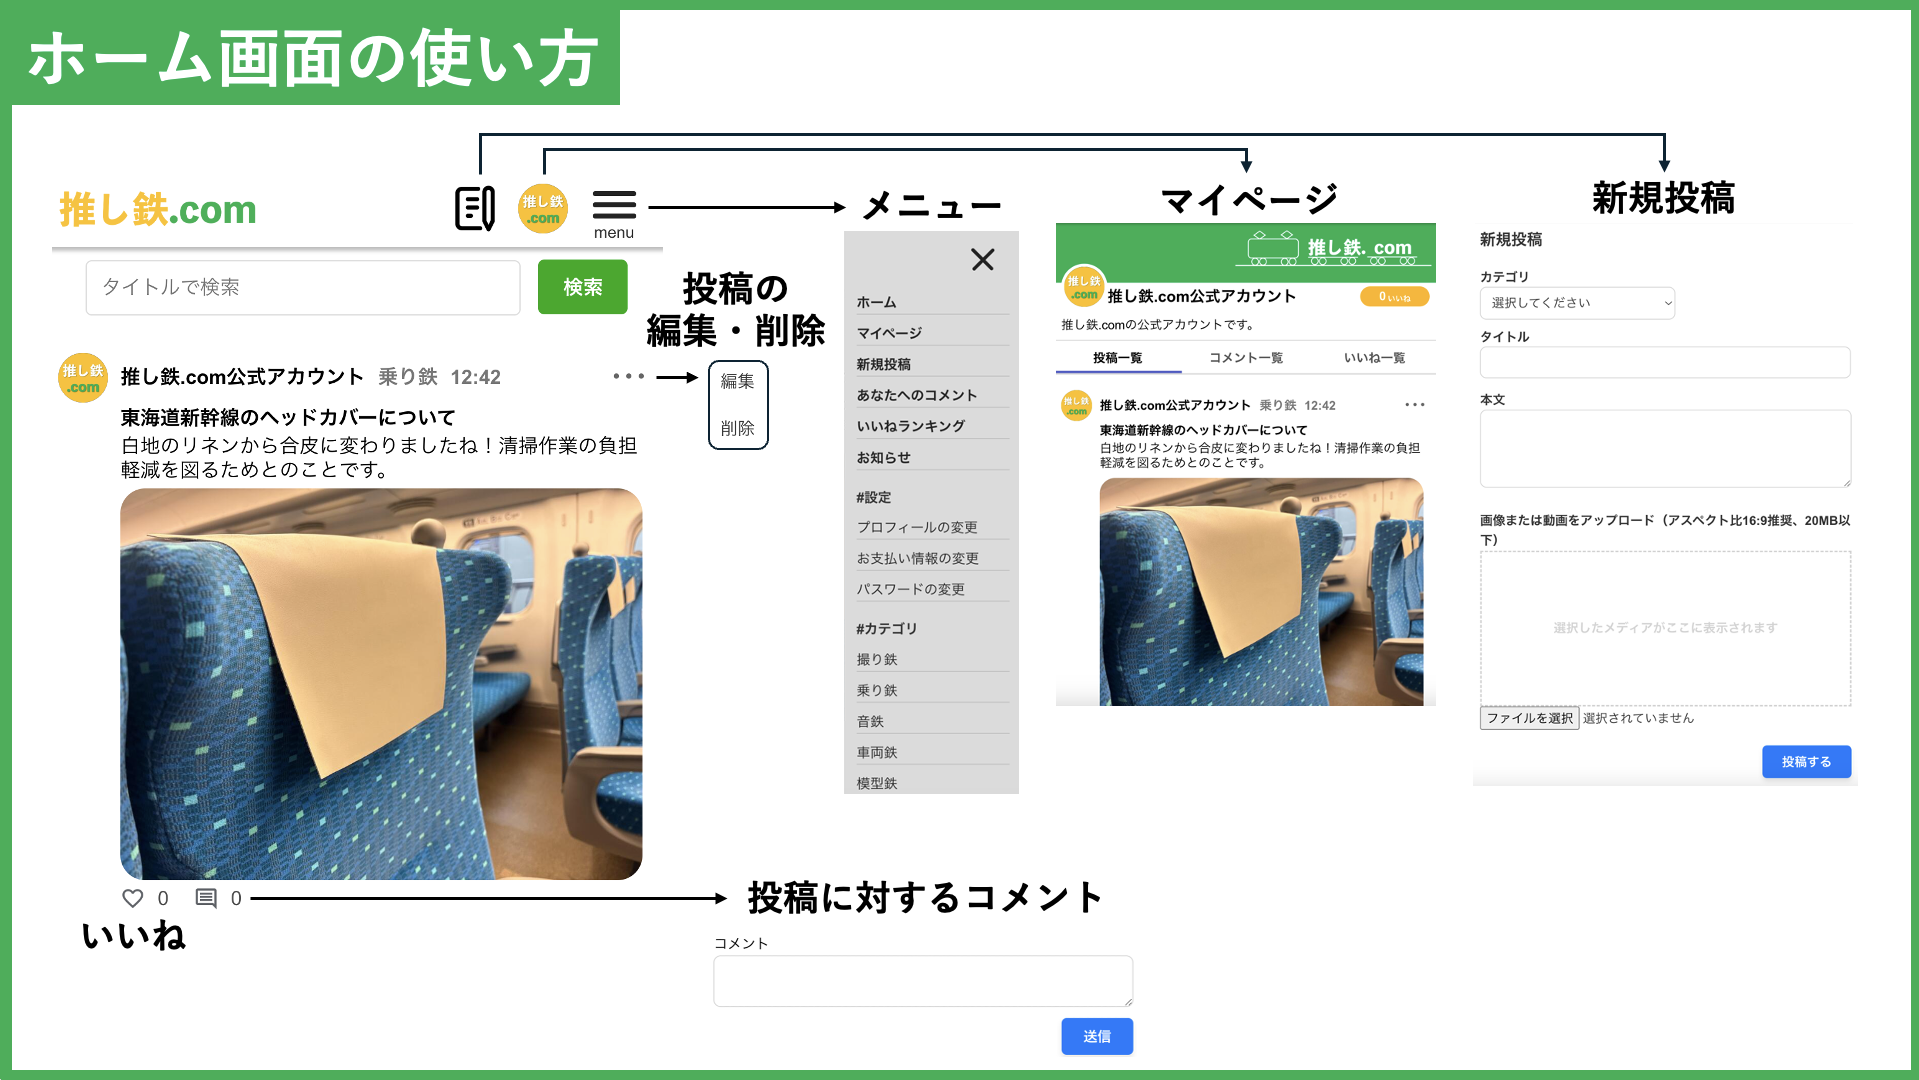 ホーム画面の使い方
推し鉄.com
推し鉄
.com
menu
タイトルで検索
検索
推し鉄
.com
推し鉄.com公式アカウント 乗り鉄 12:42
東海道新幹線のヘッドカバーについて
白地のリネンから合皮に変わりましたね！清掃作業の負担
軽減を図るためとのことです。
0
0
いいね
投稿の
編集・削除
編集
削除
メニュー
ホーム
マイページ
新規投稿
あなたへのコメント
いいねランキング
お知らせ
#設定
プロフィールの変更
お支払い情報の変更
パスワードの変更
#カテゴリ
撮り鉄
乗り鉄
音鉄
車両鉄
模型鉄
マイページ
推し鉄. com
推し鉄
.com
推し鉄.com公式アカウント
0 いいね
推し鉄.comの公式アカウントです。
投稿一覧 コメント一覧 いいね一覧
推し鉄
.com
推し鉄.com公式アカウント 乗り鉄 12:42
東海道新幹線のヘッドカバーについて
白地のリネンから合皮に変わりましたね！清掃作業の負担
軽減を図るためとのことです。
新規投稿
新規投稿
カテゴリ
選択してください
タイトル
本文
画像または動画をアップロード（アスペクト比16:9推奨、20MB以
下）
選択したメディアがここに表示されます
ファイルを選択 選択されていません
投稿する
投稿に対するコメント
コメント
送信